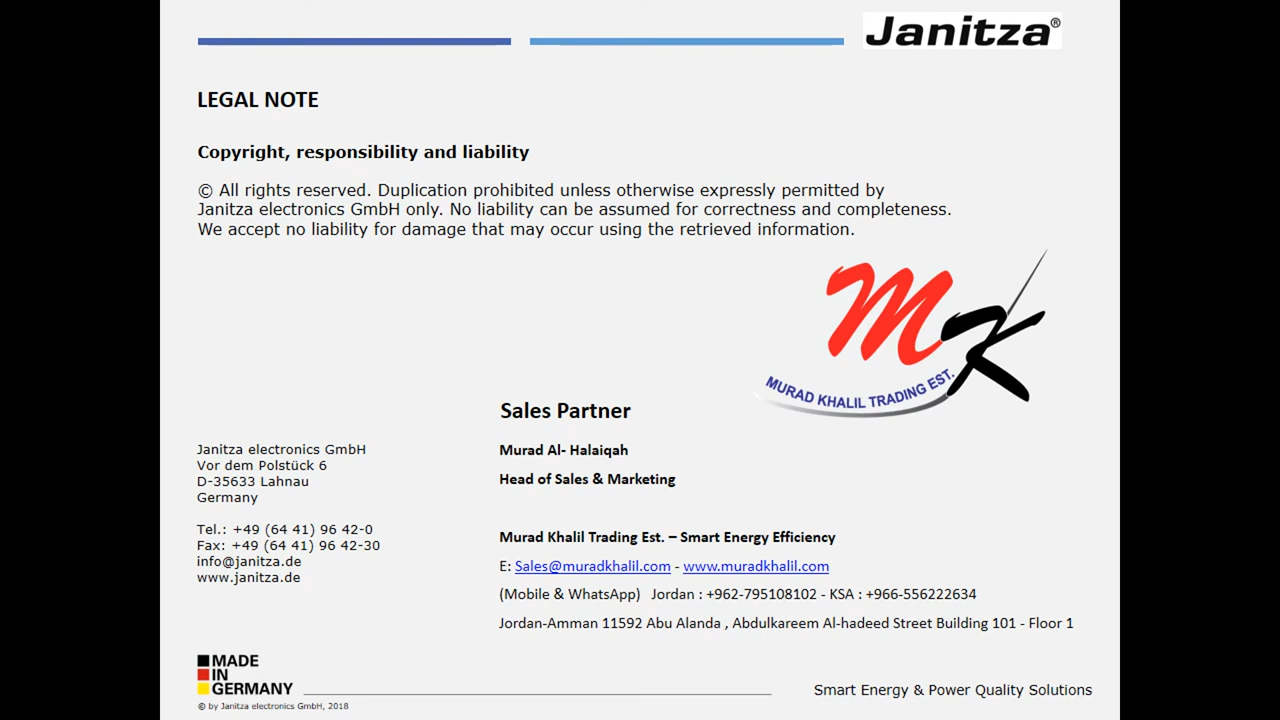 Janitza®
LEGAL NOTE
Copyright, responsibility and liability
© All rights reserved. Duplication prohibited unless otherwise expressly permitted by
Janitza electronics GmbH only. No liability can be assumed for correctness and completeness.
We accept no liability for damage that may occur using the retrieved information.
MK
MURAD KHALIL TRADING EST.
Sales Partner
Murad Al- Halaiqah
Head of Sales & Marketing
Murad Khalil Trading Est. – Smart Energy Efficiency
E: Sales@muradkhalil.com - www.muradkhalil.com
(Mobile & WhatsApp) Jordan : +962-795108102 - KSA : +966-556222634
Jordan-Amman 11592 Abu Alanda , Abdulkareem Al-hadeed Street Building 101 - Floor 1
Janitza electronics GmbH
Vor dem Polstück 6
D-35633 Lahnau
Germany
Tel.: +49 (64 41) 96 42-0
Fax: +49 (64 41) 96 42-30
info@janitza.de
www.janitza.de
MADE
IN
GERMANY
© by Janitza electronics GmbH, 2018
Smart Energy & Power Quality Solutions